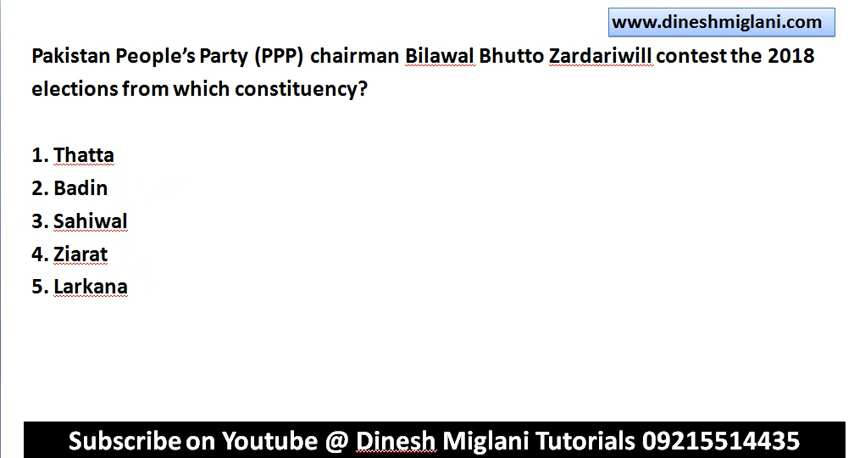 www.dineshmiglani.com
Pakistan People's Party (PPP) chairman Bilawal Bhutto Zardariwill contest the 2018
elections from which constituency?
1. Thatta
2. Badin
3. Sahiwal
4. Ziarat
5. Larkana
Subscribe on Youtube @ Dinesh Miglani Tutorials 09215514435